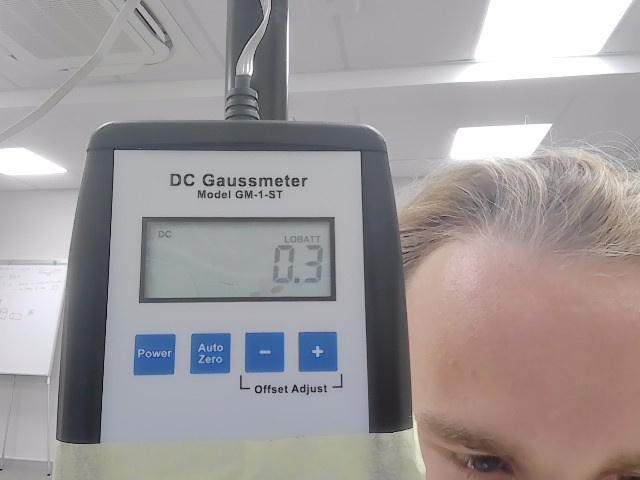 DC Gaussmeter
Model GM-1-ST
DC
LOBATT
0.3
Power
Auto
Zero
−
+
Offset Adjust